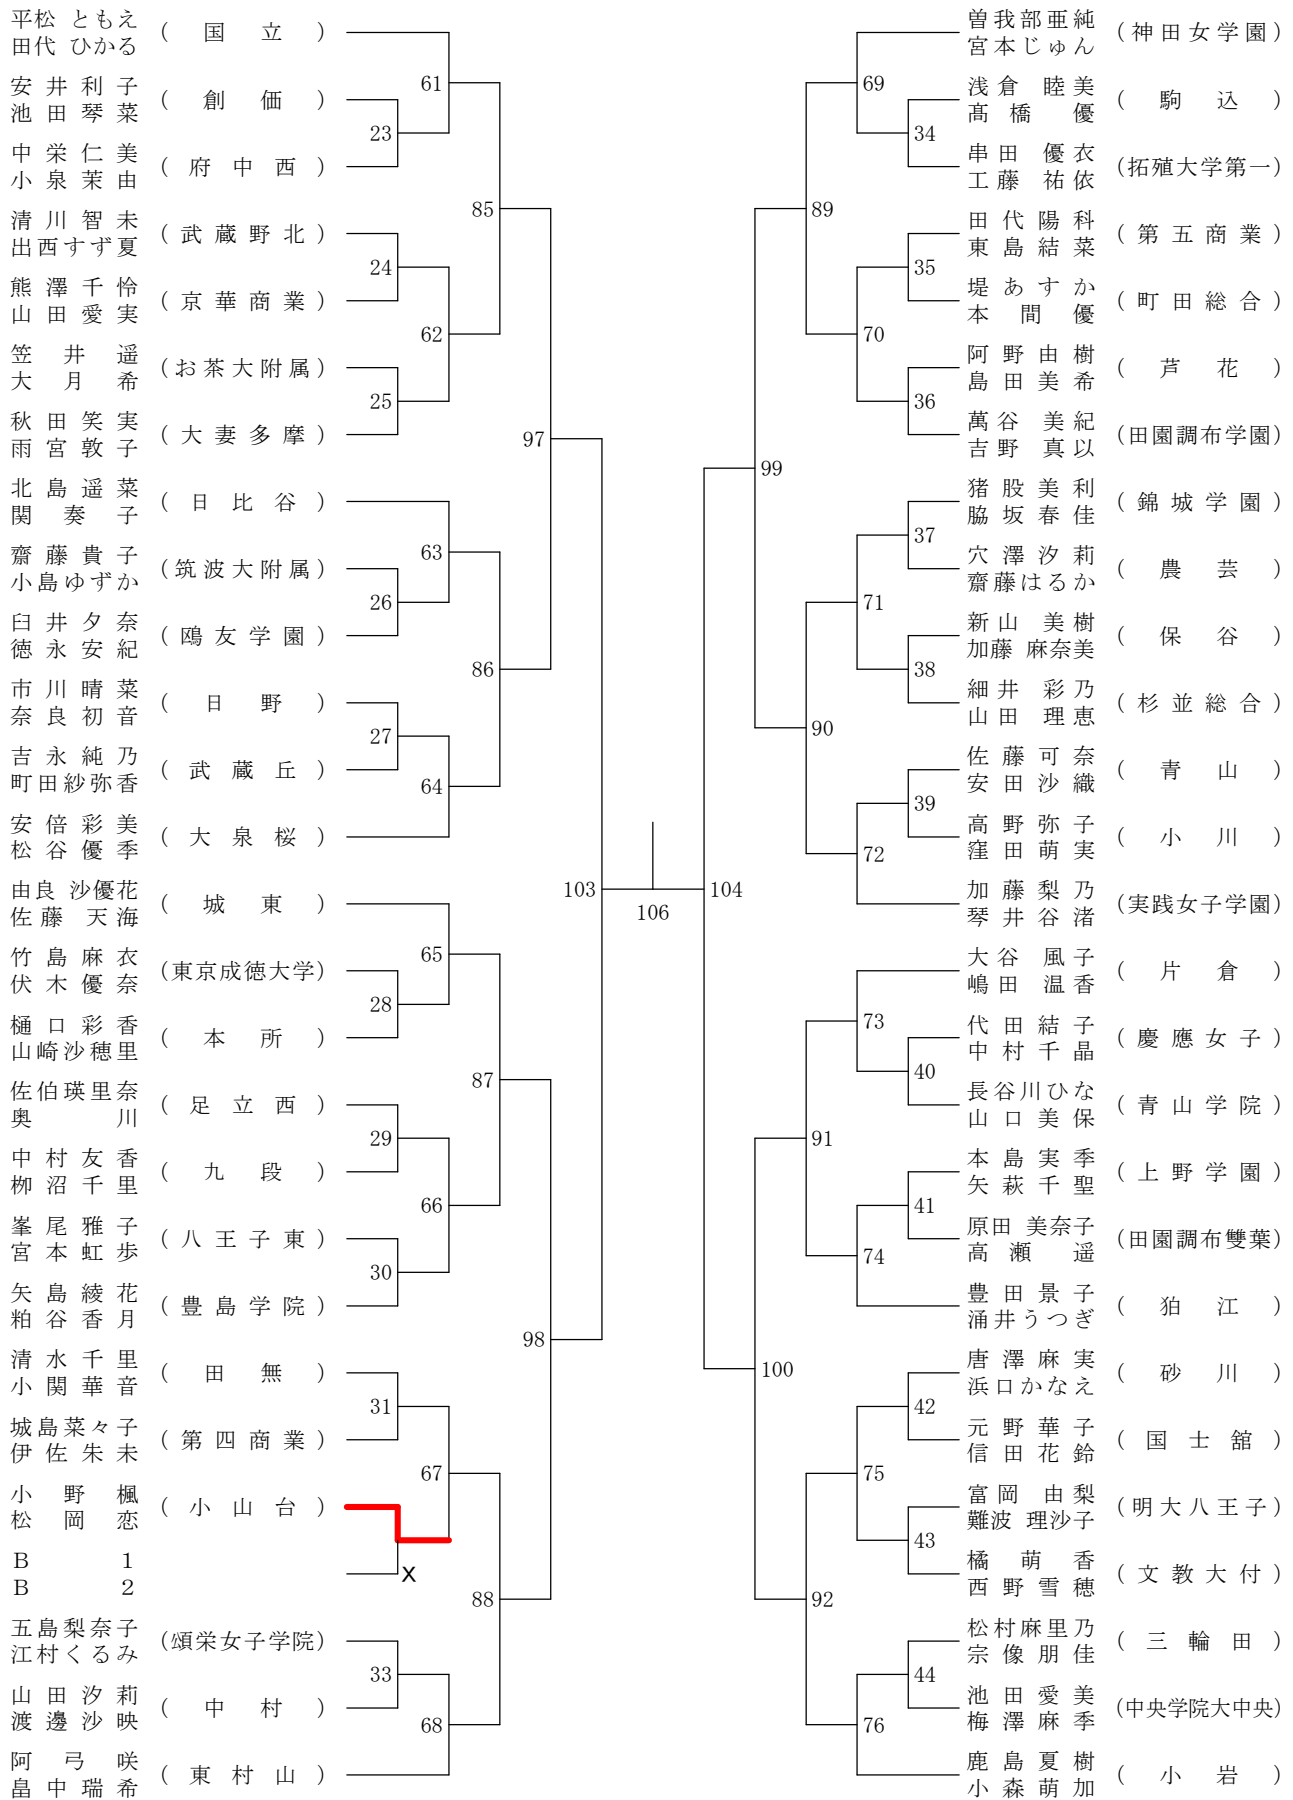 平松 ともえ
田代 ひかる
( 国 立 )
安井利子
池田琴菜
( 創 価 )
中栄仁美
小泉茉由
( 府 中 西 )
清川智未
出西すず夏
( 武 蔵 野 北 )
熊澤千怜
山田愛実
( 京 華 商 業 )
笠井遥
大月希
( お 茶 大 附 属 )
秋田笑実
雨宮敦子
( 大 妻 多 摩 )
北島遥菜
関奏子
( 日 比 谷 )
齋藤貴子
小島ゆずか
( 筑 波 大 附 属 )
臼井夕奈
徳永安紀
( 鴎 友 学 園 )
市川晴菜
奈良初音
( 日 野 )
吉永純乃
町田紗弥香
( 武 蔵 丘 )
安倍彩美
松谷優季
( 大 泉 桜 )
由良 沙優花
佐藤 天海
( 城 東 )
竹島麻衣
伏木優奈
(東京成徳大学)
樋口彩香
山崎沙穂里
( 本 所 )
佐伯瑛里奈
奥川
( 足 立 西 )
中村友香
柳沼千里
( 九 段 )
峯尾雅子
宮本虹歩
( 八 王 子 東 )
矢島綾花
粕谷香月
( 豊 島 学 院 )
清水千里
小関華音
( 田 無 )
城島菜々子
伊佐朱未
( 第 四 商 業 )
小野楓
松岡恋
( 小 山 台 )
B 1
B 2
x
五島梨奈子
江村くるみ
(頌栄女子学院)
山田汐莉
渡邊沙映
( 中 村 )
阿弓咲
畠中瑞希
( 東 村 山 )
61
23
85
24
62
25
97
63
26
86
27
64
103
65
28
87
29
66
30
98
31
67
88
33
68
106
104
69
34
89
35
70
36
99
37
71
38
90
39
72
73
40
91
41
74
100
42
75
43
92
44
76
曽我部亜純
宮本じゅん
( 神 田 女 学 園 )
浅倉 睦美
髙橋 優
( 駒 込 )
串田 優衣
工藤 祐依
(拓殖大学第一)
田代陽科
東島結菜
( 第 五 商 業 )
堤あすか
本間優
( 町 田 総 合 )
阿野由樹
島田美希
( 芦 花 )
萬谷 美紀
吉野 真以
(田園調布学園)
猪股美利
脇坂春佳
( 錦 城 学 園 )
穴澤汐莉
齋藤はるか
( 農 芸 )
新山 美樹
加藤 麻奈美
( 保 谷 )
細井 彩乃
山田 理恵
( 杉 並 総 合 )
佐藤可奈
安田沙織
( 青 山 )
高野弥子
窪田萌実
( 小 川 )
加藤梨乃
琴井谷渚
(実践女子学園)
大谷 風子
嶋田 温香
( 片 倉 )
代田結子
中村千晶
( 慶 應 女 子 )
長谷川ひな
山口美保
( 青 山 学 院 )
本島実季
矢萩千聖
( 上 野 学 園 )
原田 美奈子
高瀬 遥
(田園調布雙葉)
豊田景子
涌井うつぎ
( 狛 江 )
唐澤麻実
浜口かなえ
( 砂 川 )
元野華子
信田花鈴
( 国 士 舘 )
富岡 由梨
難波 理沙子
( 明 大 八 王 子 )
橘萌香
西野雪穂
( 文 教 大 付 )
松村麻里乃
宗像朋佳
( 三 輪 田 )
池田愛美
梅澤麻季
(中央学院大中央)
鹿島夏樹
小森萌加
( 小 岩 )